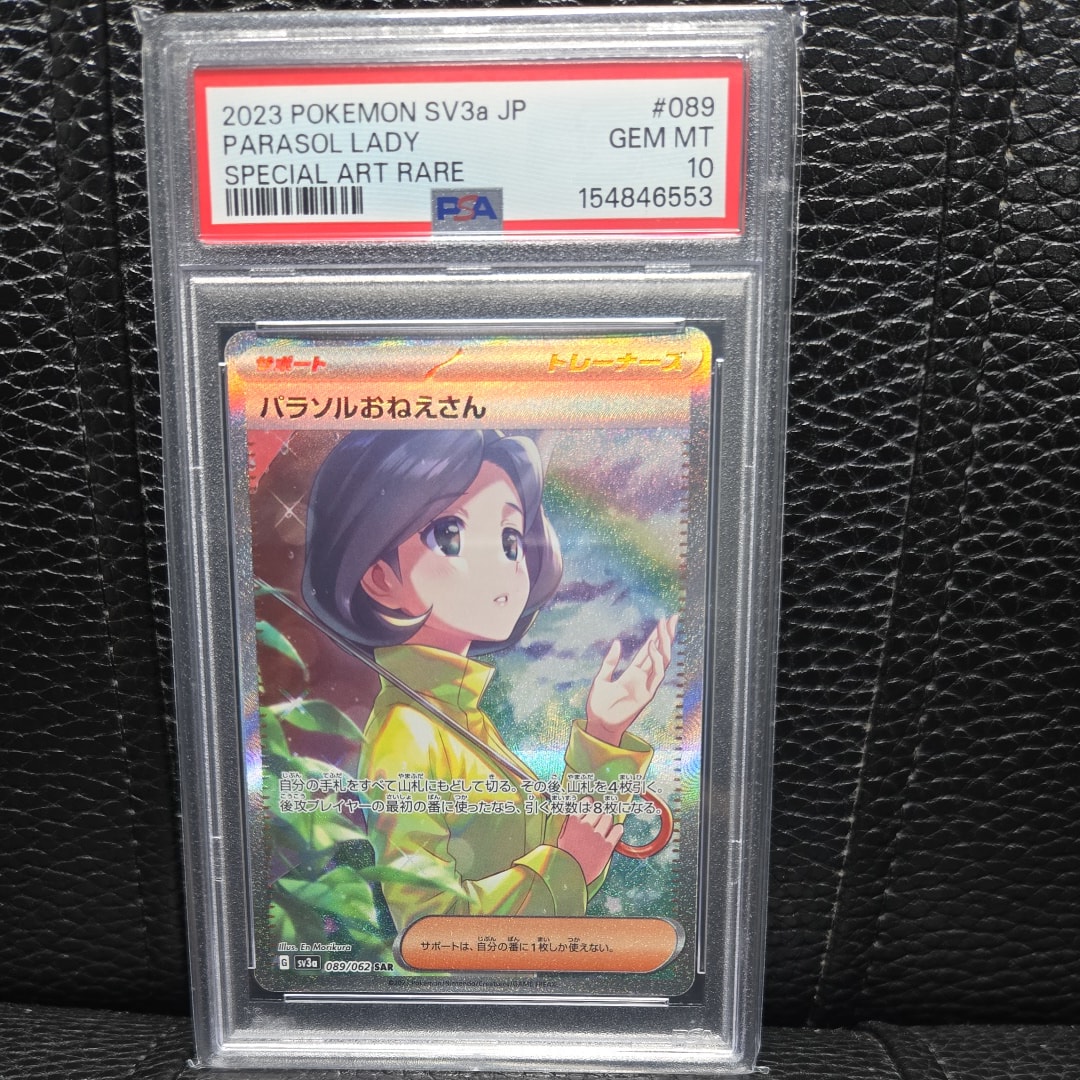 2023 POKEMON SV3a JP #089
PARASOL LADY GEM MT
SPECIAL ART RARE 10
PSA 154846553
サポート トレーナーズ
パラソルおねえさん
自分の手札をすべて山札にもどして切る。その後、山札を4枚引く。
後攻プレイヤーの最初の番に使ったなら、引く枚数は8枚になる。
サポートは、自分の番に1枚しか使えない。
Illus. En Morikura
G sv3a 089/062 SAR
©2023 Pokémon/Nintendo/Creatures/GAME FREAK